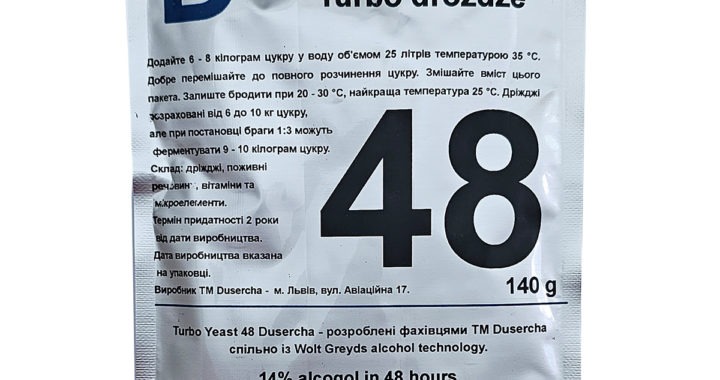 Turbo drożdże
Додайте 6 - 8 кілограм цукру у воду об'ємом 25 літрів температурою 35 °C.
Добре перемішайте до повного розчинення цукру. Змішайте вміст цього
пакета. Залиште бродити при 20 - 30 °C, найкраща температура 25 °C. Дріжджі
розраховані від 6 до 10 кг цукру,
але при постановці браги 1:3 можуть
ферментувати 9 - 10 кілограм цукру.
Склад: дріжджі, поживні
речовини, вітаміни та
мікроелементи.
Термін придатності 2 роки
від дати виробництва.
Дата виробництва вказана
на упаковці.
Виробник ТМ Dusercha - м. Львів, вул. Авіаційна 17.
48
140 g
Turbo Yeast 48 Dusercha - розроблені фахівцями ТМ Dusercha
спільно із Wolt Greyds alcohol technology.
14% alcogol in 48 hours